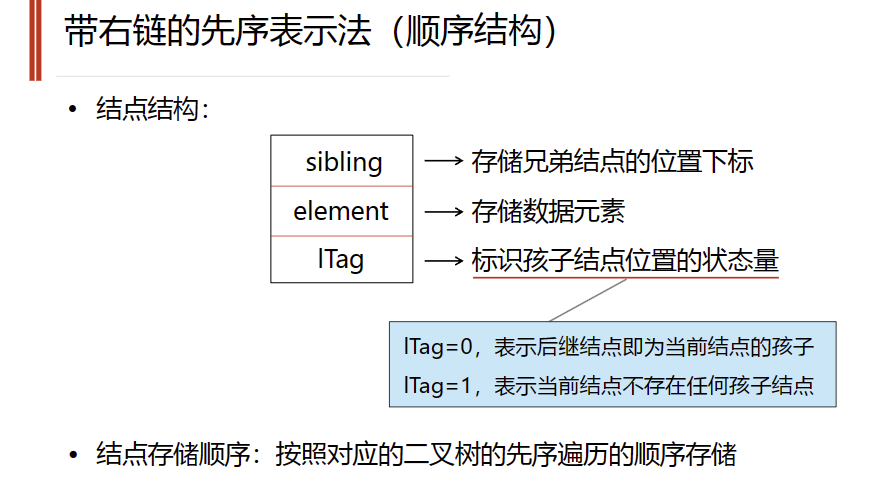 带右链的先序表示法（顺序结构）
• 结点结构：
sibling → 存储兄弟结点的位置下标
element → 存储数据元素
lTag → 标识孩子结点位置的状态量
lTag=0，表示后继结点即为当前结点的孩子
lTag=1，表示当前结点不存在任何孩子结点
• 结点存储顺序：按照对应的二叉树的先序遍历的顺序存储